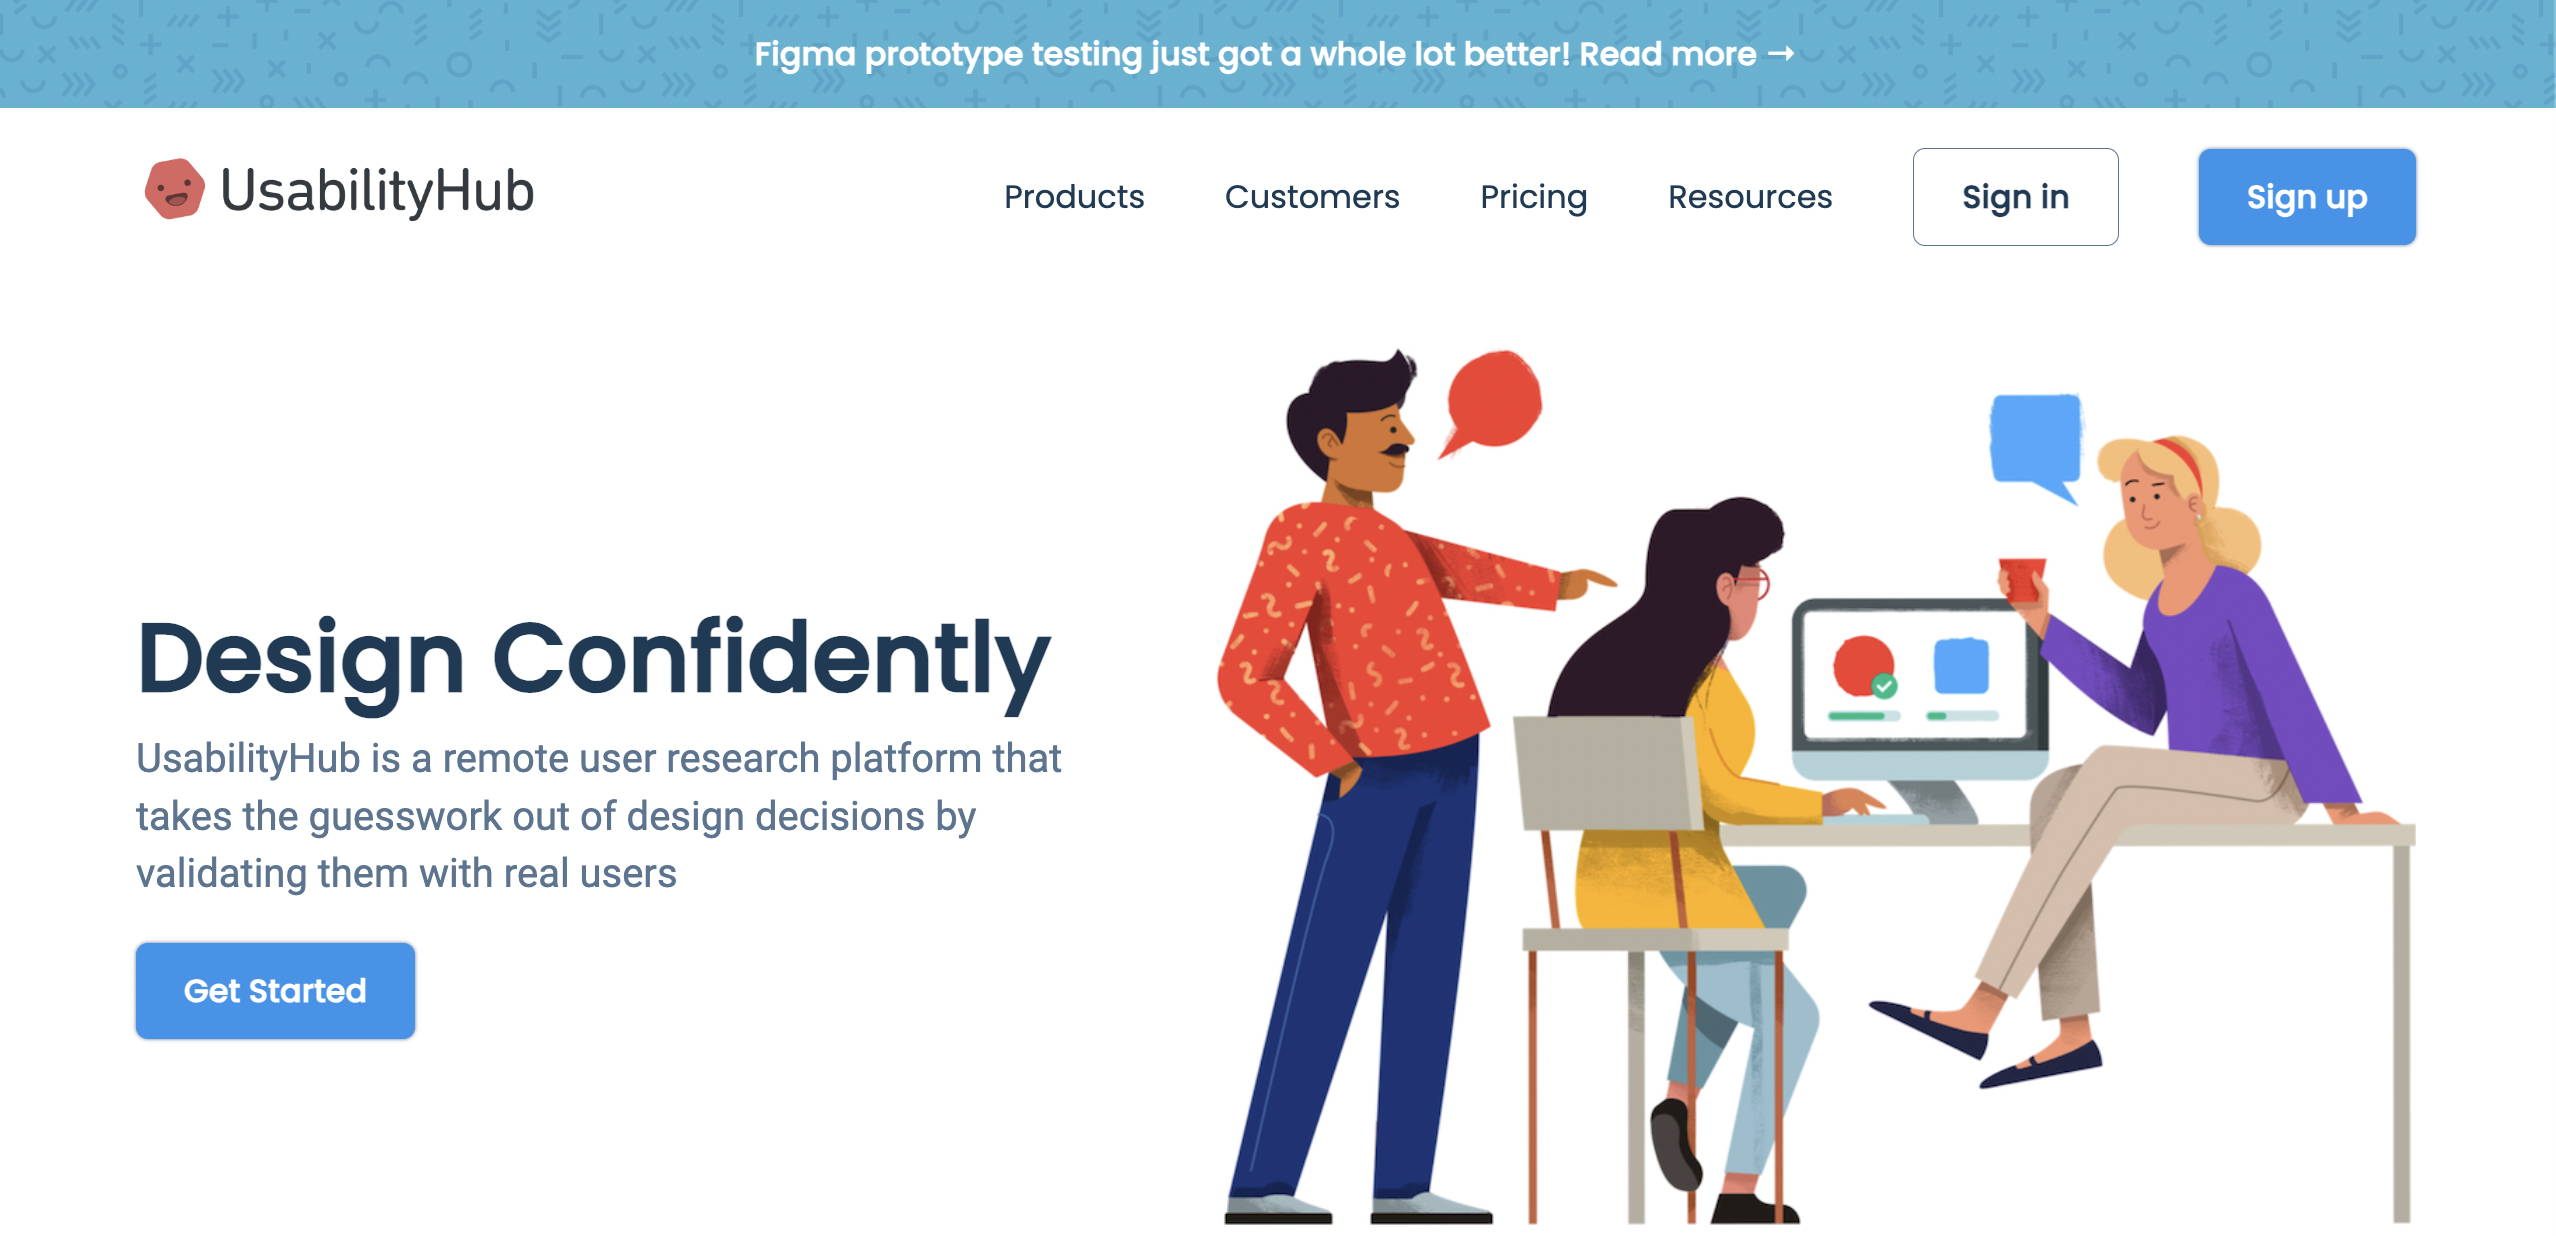 Figma prototype testing just got a whole lot better! Read more →
UsabilityHub
Products
Customers
Pricing
Resources
Sign in
Sign up
Design Confidently
UsabilityHub is a remote user research platform that
takes the guesswork out of design decisions by
validating them with real users
Get Started